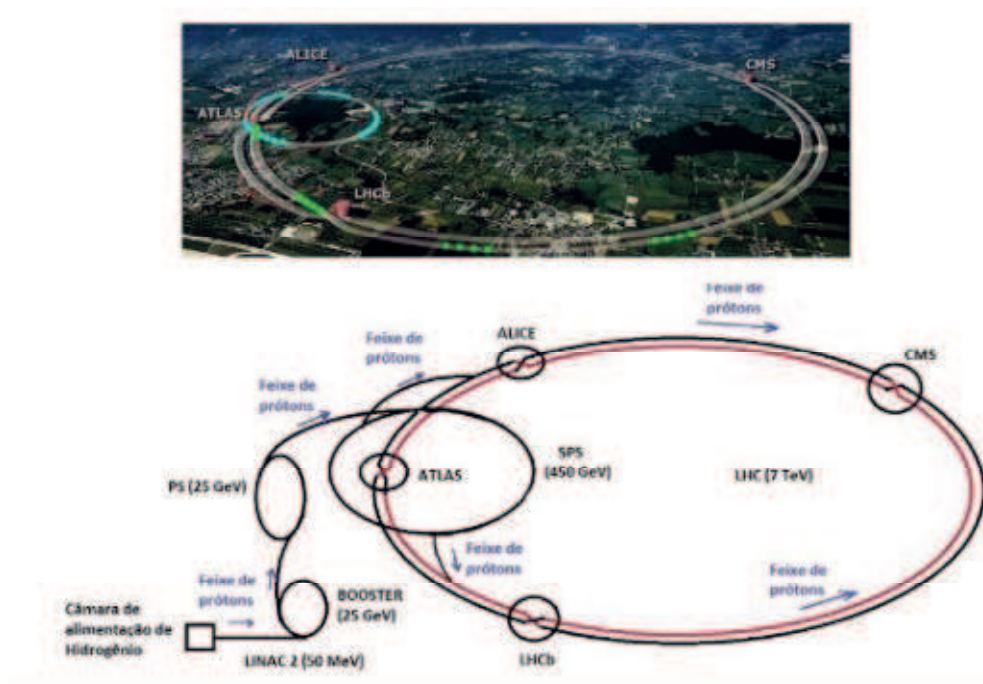 ALICE
CMS
ATLAS
LHCb
Feixe de
prótons
ALICE
Feixe de
prótons
CMS
Feixe de
prótons
SPS
(450 GeV)
ATLAS
LHC (7 TeV)
PS (25 GeV)
Feixe de
prótons
Feixe de
prótons
Feixe de
prótons
BOOSTER
(25 GeV)
Câmara de
alimentação de
Hidrogênio
LINAC 2 (50 MeV)
LHCb